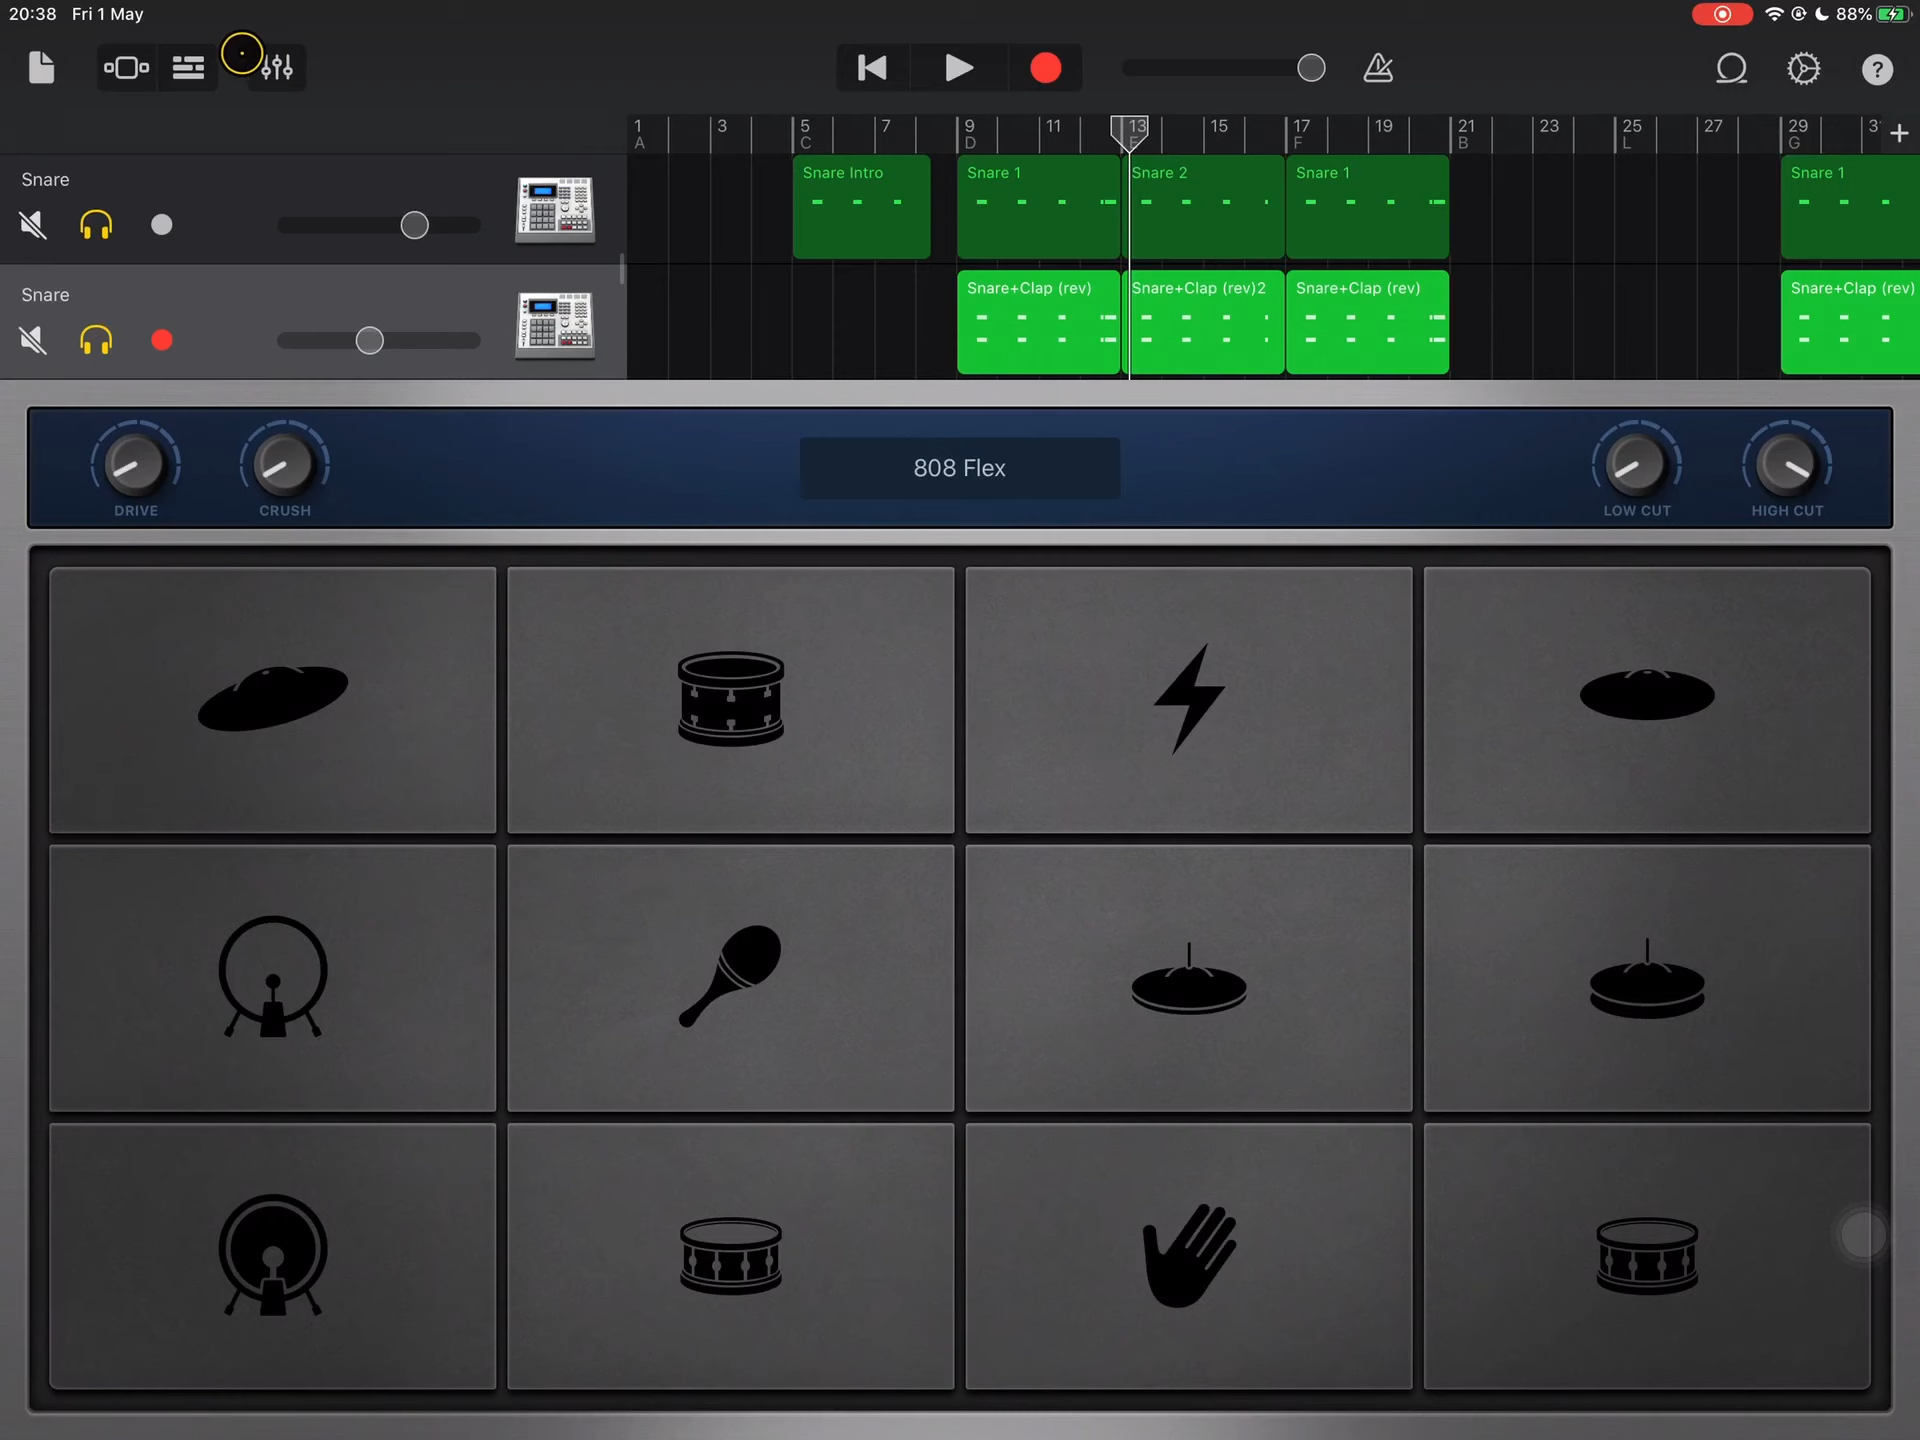 20:38 Fri 1 May
88%
?
1 3 5 7 9 11 13 15 17 19 21 23 25 27 29
A C D E F B L G
Snare
Snare Intro Snare 1 Snare 2 Snare 1 Snare 1
Snare
Snare+Clap (rev) Snare+Clap (rev)2 Snare+Clap (rev) Snare+Clap (rev)
808 Flex
DRIVE CRUSH LOW CUT HIGH CUT